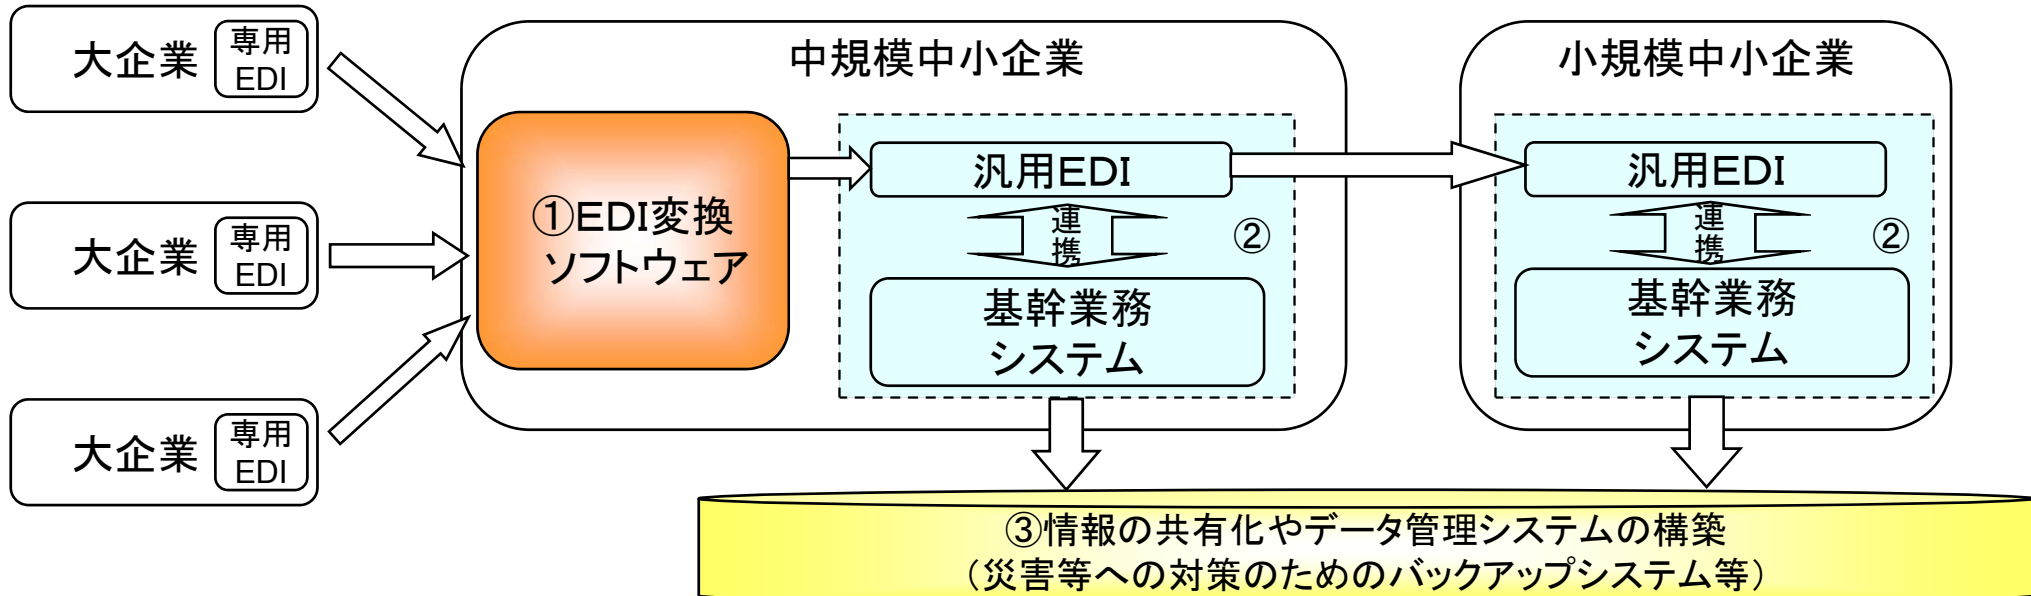 大企業
専用
EDI
大企業
専用
EDI
大企業
専用
EDI
中規模中小企業
①EDI変換
ソフトウェア
汎用EDI
連
携
②
基幹業務
システム
小規模中小企業
汎用EDI
連
携
②
基幹業務
システム
③情報の共有化やデータ管理システムの構築
（災害等への対策のためのバックアップシステム等）